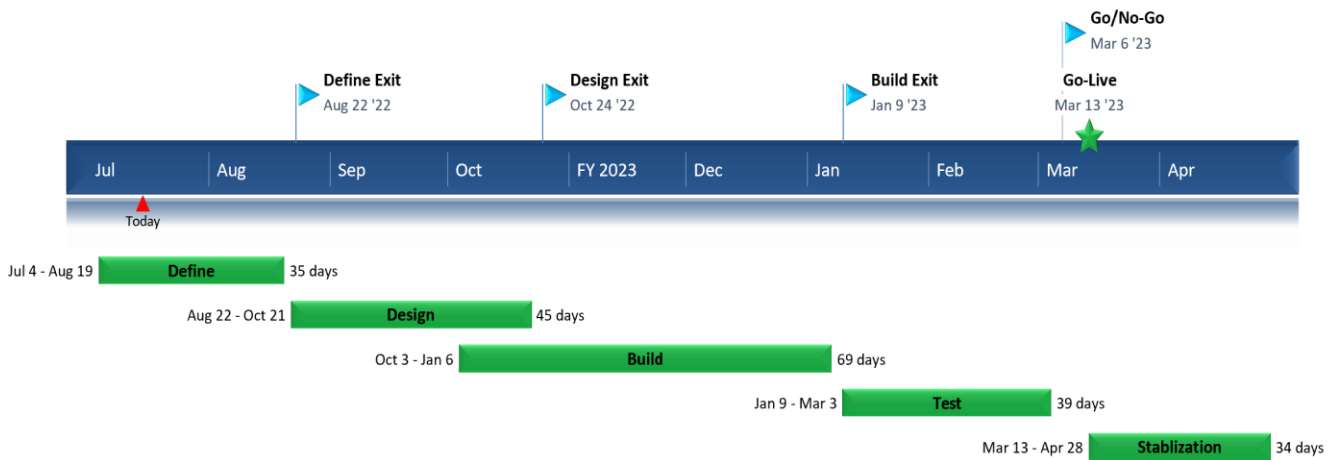 Go/No-Go
Mar 6 '23
Define Exit
Aug 22 '22
Design Exit
Oct 24 '22
Build Exit
Jan 9 '23
Go-Live
Mar 13 '23
Jul Aug Sep Oct FY 2023 Dec Jan Feb Mar Apr
Today
Jul 4 - Aug 19 Define 35 days
Aug 22 - Oct 21 Design 45 days
Oct 3 - Jan 6 Build 69 days
Jan 9 - Mar 3 Test 39 days
Mar 13 - Apr 28 Stablization 34 days